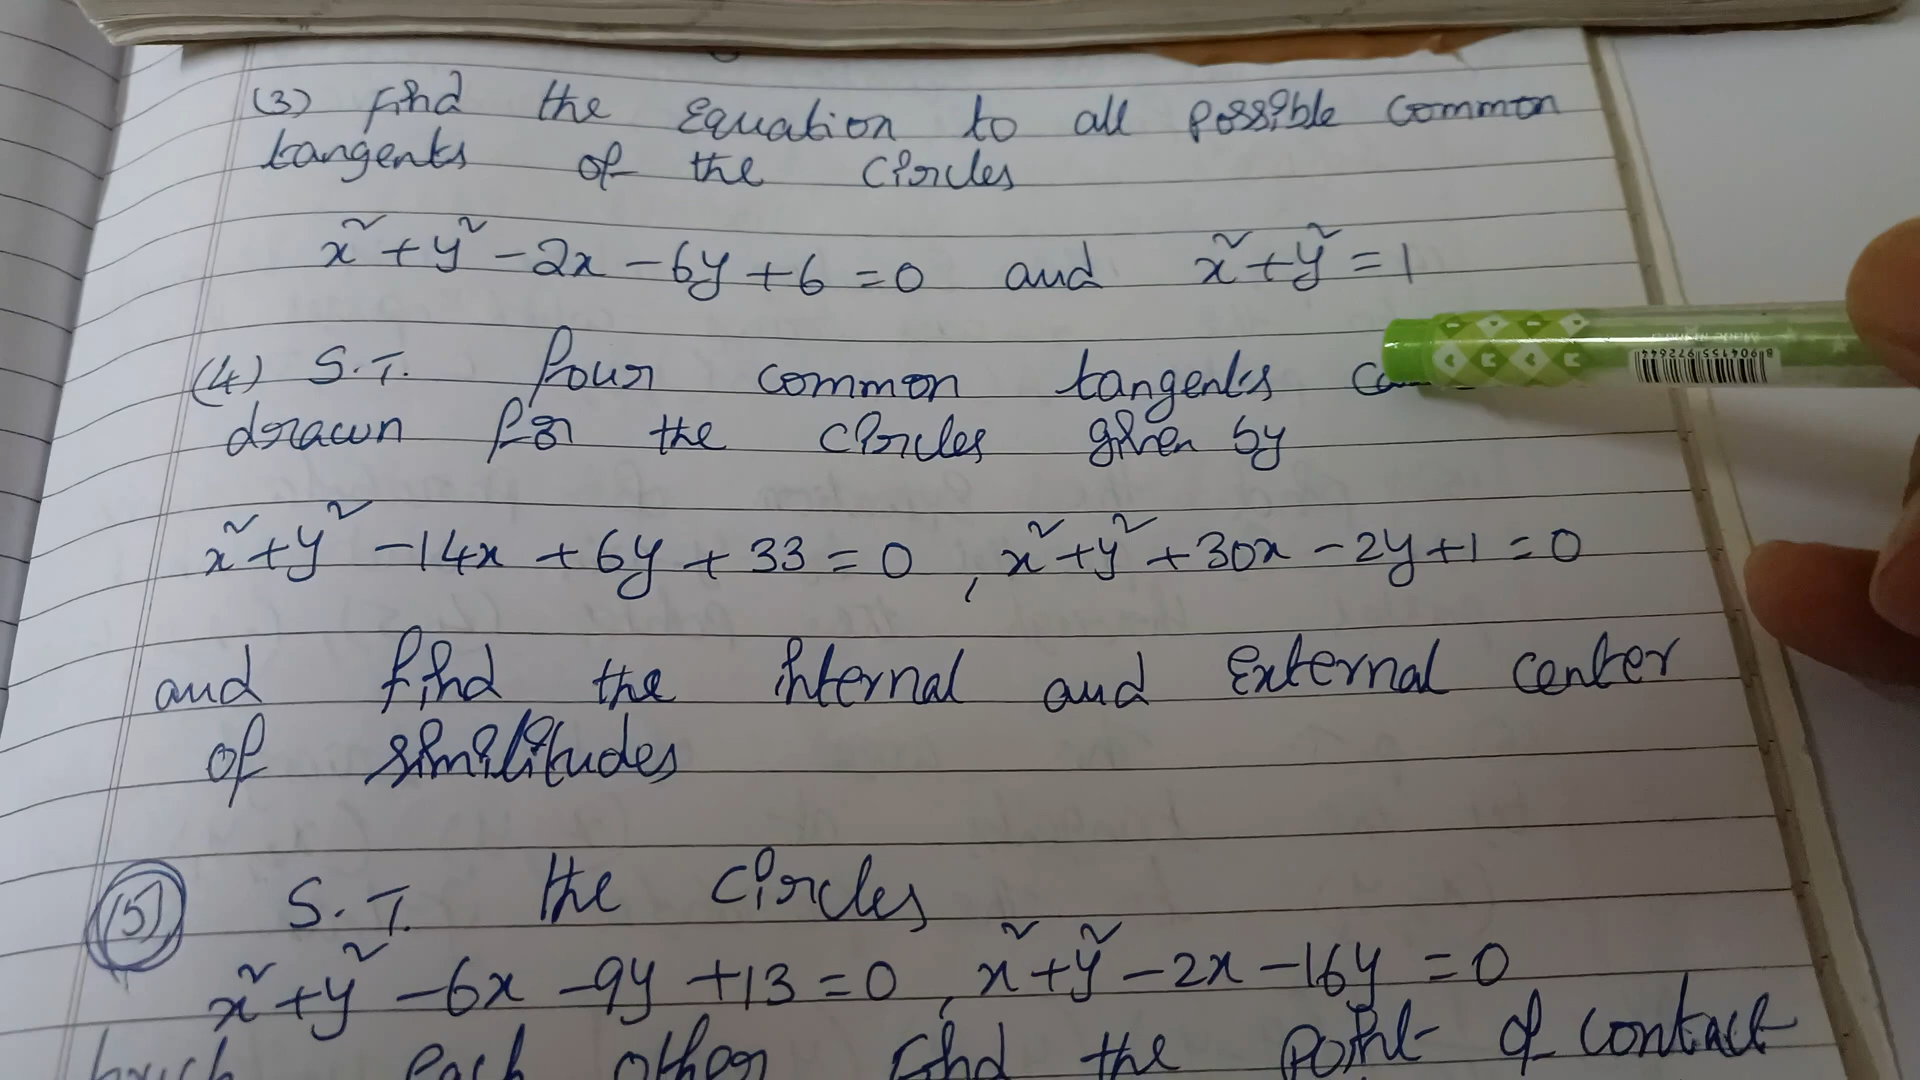 (3) Find the Equation to all possible common
tangents of the circles
x² + y² - 2x - 6y + 6 = 0 and x² + y² = 1
(4) S.T. four common tangents
drawn for the circles given by
x² + y² - 14x + 6y + 33 = 0, x² + y² + 30x - 2y + 1 = 0
and find the internal and External center
of similitudes
(5) S.T. the circles
x² + y² - 6x - 9y + 13 = 0, x² + y² - 2x - 16y = 0
touch each other Find the point of contact
8904135972644